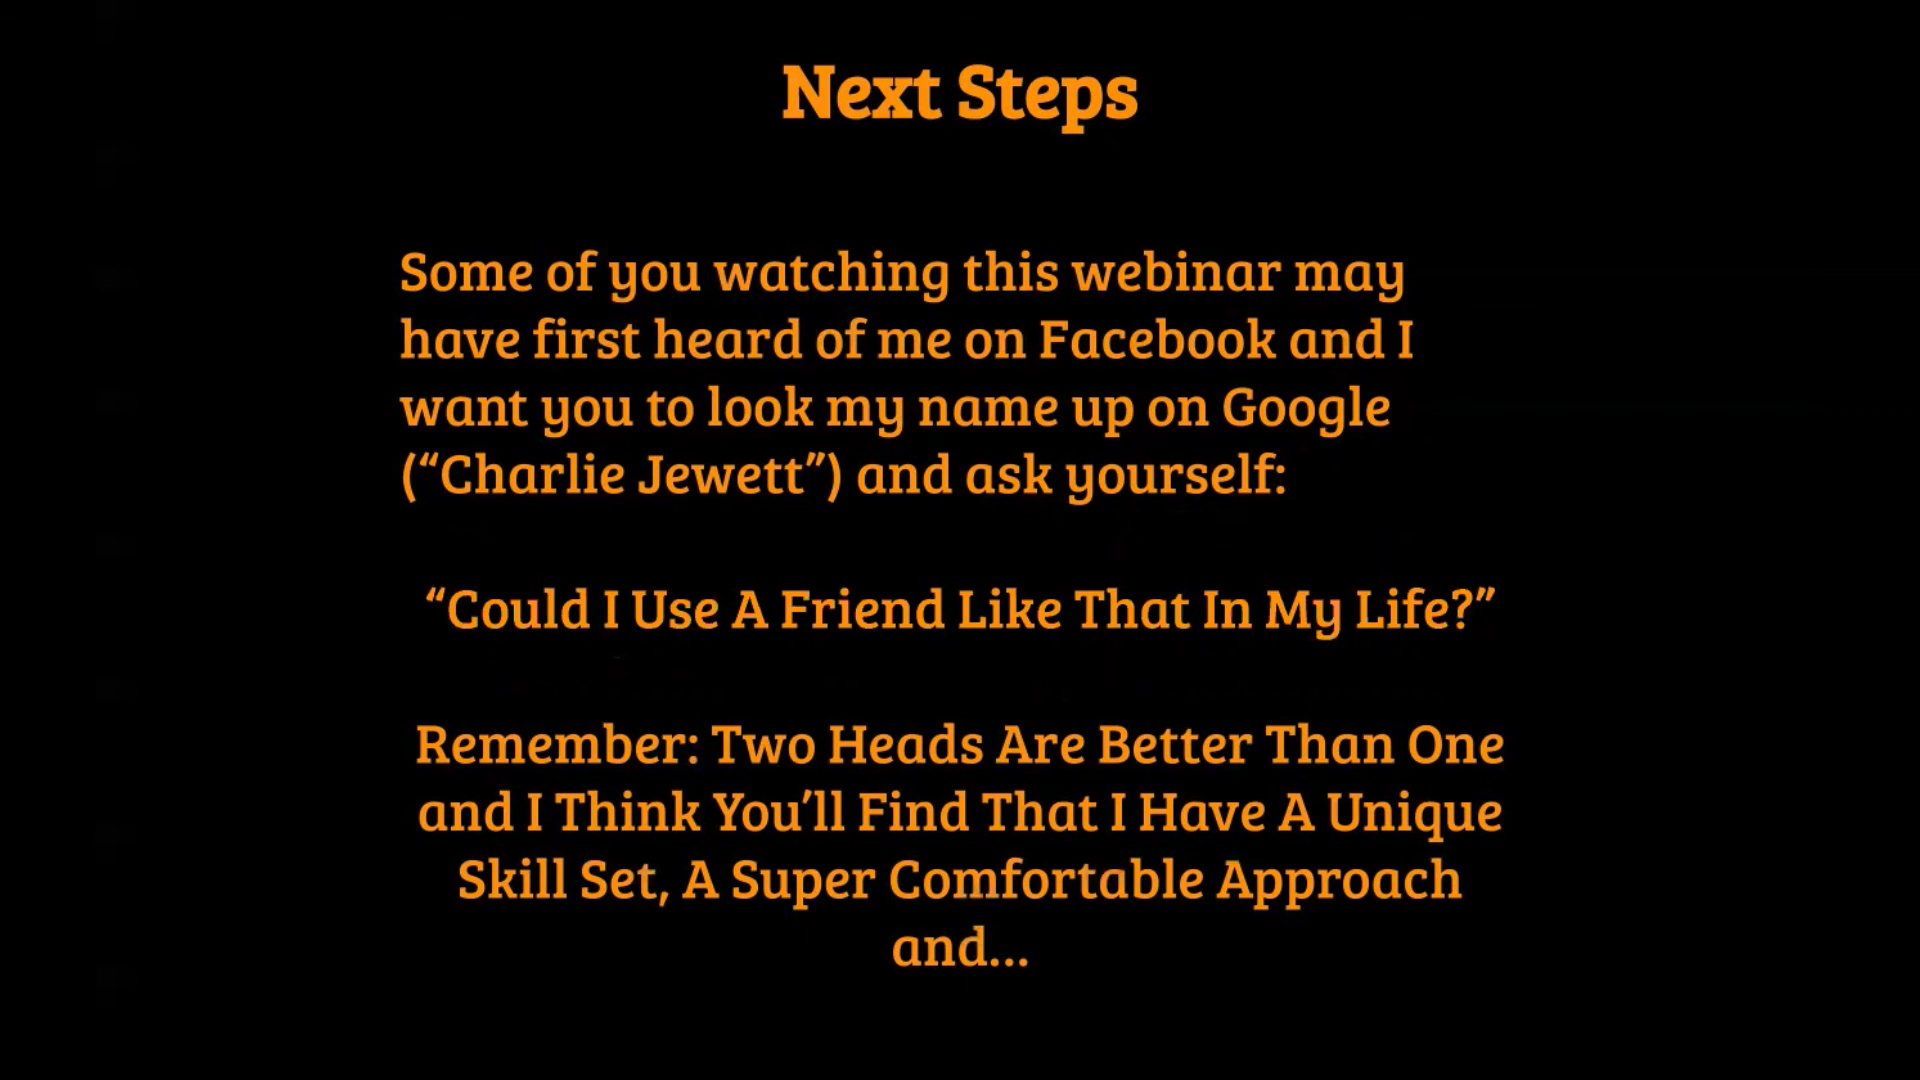 Next Steps
Some of you watching this webinar may
have first heard of me on Facebook and I
want you to look my name up on Google
(“Charlie Jewett”) and ask yourself:
“Could I Use A Friend Like That In My Life?”
Remember: Two Heads Are Better Than One
and I Think You’ll Find That I Have A Unique
Skill Set, A Super Comfortable Approach
and...